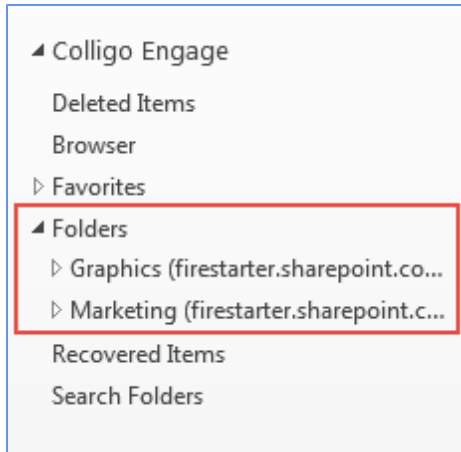 Colligo Engage
Deleted Items
Browser
Favorites
Folders
Graphics (firestarter.sharepoint.co...
Marketing (firestarter.sharepoint.c...
Recovered Items
Search Folders